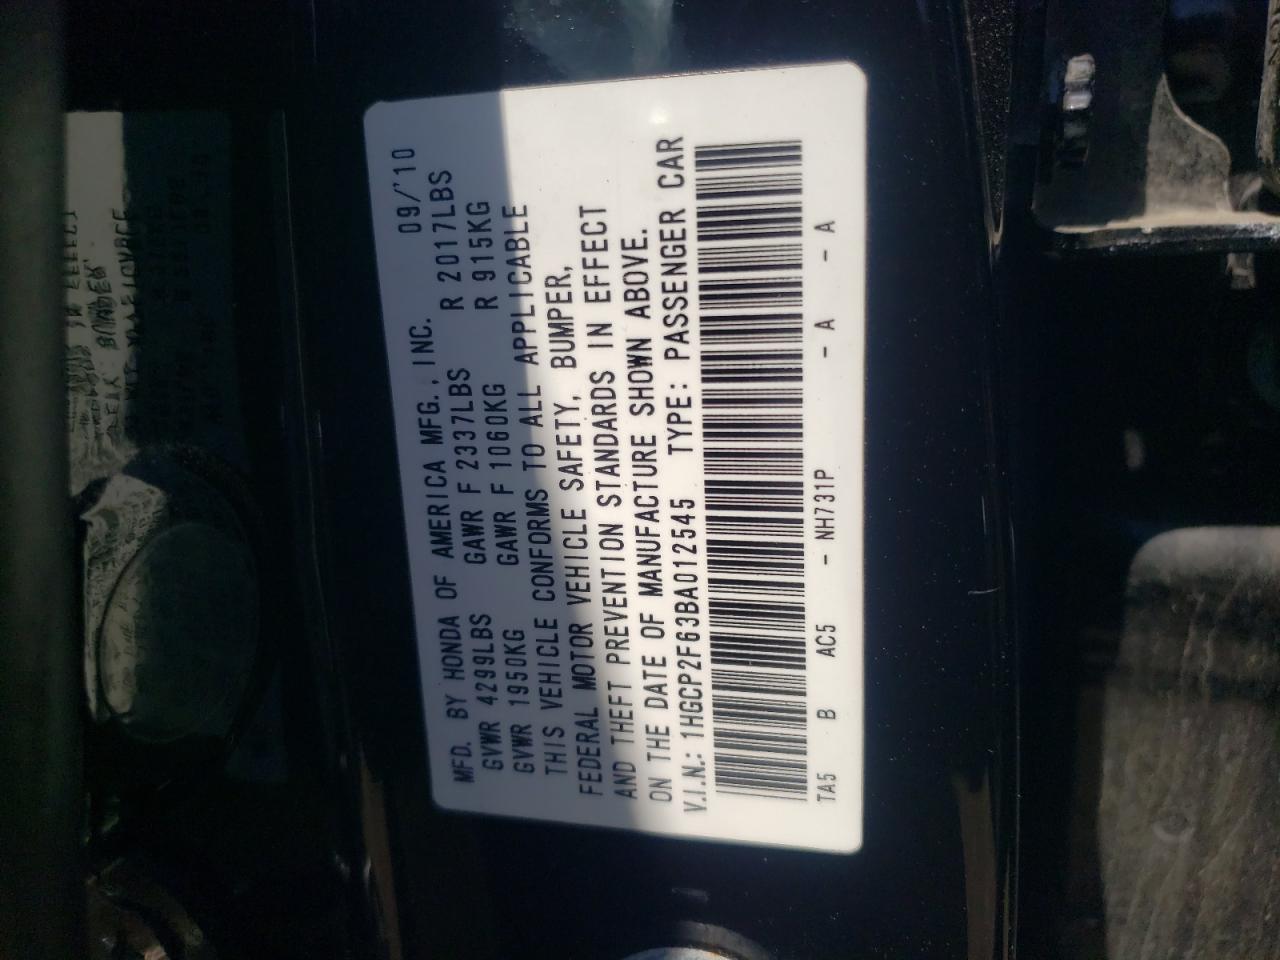 MFD. BY HONDA OF AMERICA MFG., INC. 09/'10
GVWR 4299LBS GAWR F 2337LBS R 2017LBS
GVWR 1950KG GAWR F 1060KG R 915KG
THIS VEHICLE CONFORMS TO ALL APPLICABLE
FEDERAL MOTOR VEHICLE SAFETY, BUMPER,
AND THEFT PREVENTION STANDARDS IN EFFECT
ON THE DATE OF MANUFACTURE SHOWN ABOVE.
V.I.N.: 1HGCP2F63BA012545 TYPE: PASSENGER CAR
TA5 B AC5 - NH731P - A - A